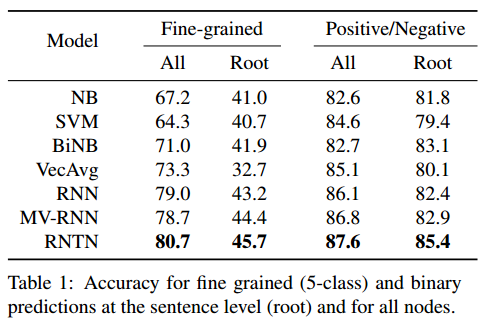 Model Fine-grained Positive/Negative
All Root All Root
NB 67.2 41.0 82.6 81.8
SVM 64.3 40.7 84.6 79.4
BiNB 71.0 41.9 82.7 83.1
VecAvg 73.3 32.7 85.1 80.1
RNN 79.0 43.2 86.1 82.4
MV-RNN 78.7 44.4 86.8 82.9
RNTN 80.7 45.7 87.6 85.4
Table 1: Accuracy for fine grained (5-class) and binary
predictions at the sentence level (root) and for all nodes.